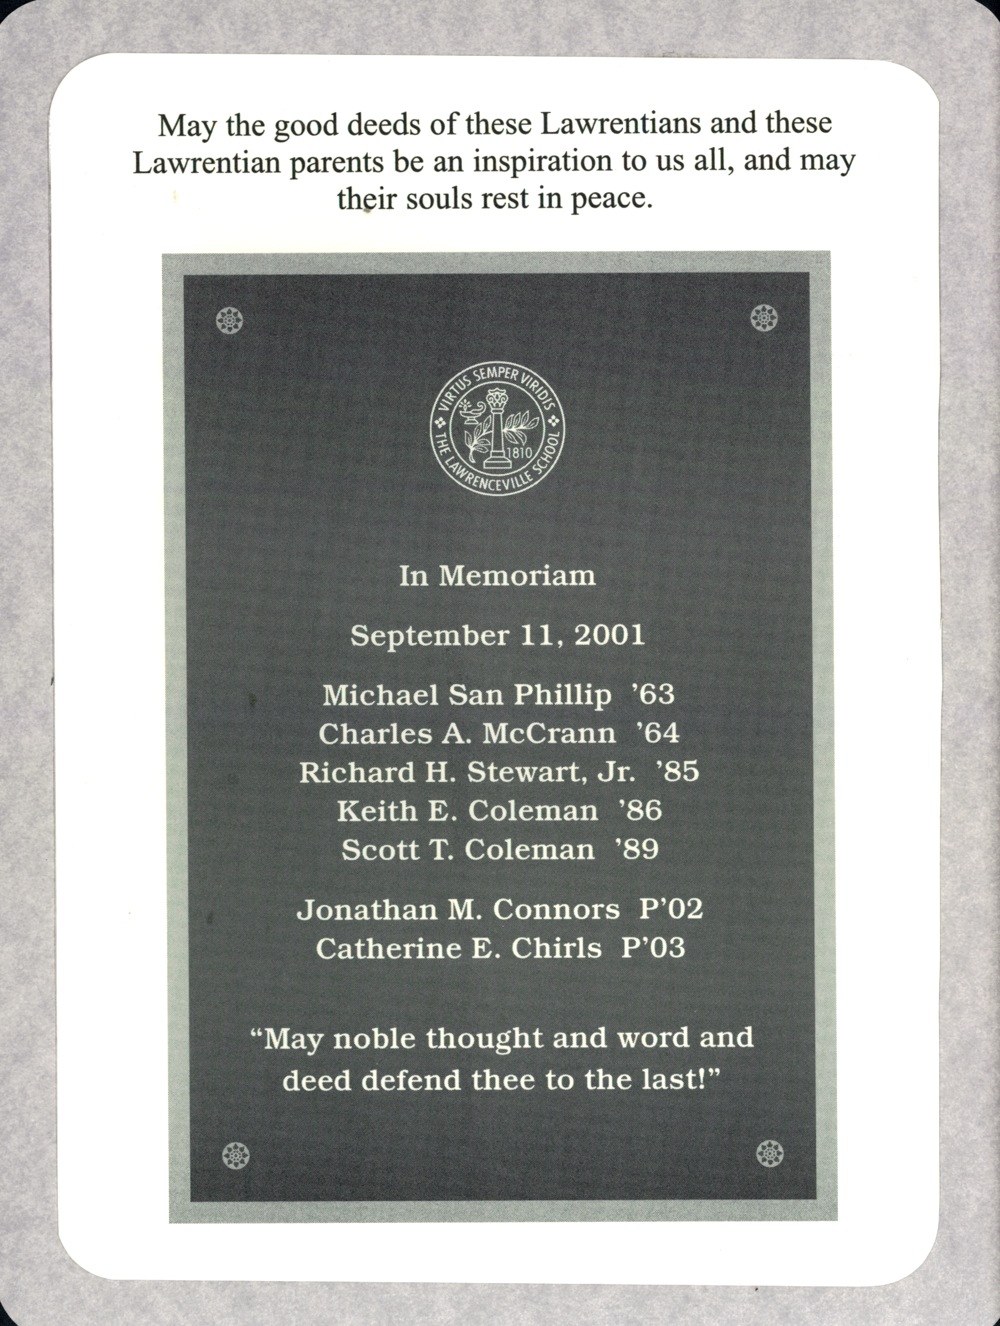 May the good deeds of these Lawrentians and these
Lawrentian parents be an inspiration to us all, and may
their souls rest in peace.
VIRTUS SEMPER VIRIDIS
1810
THE LAWRENCEVILLE SCHOOL
In Memoriam
September 11, 2001
Michael San Phillip ’63
Charles A. McCrann ’64
Richard H. Stewart, Jr. ’85
Keith E. Coleman ’86
Scott T. Coleman ’89
Jonathan M. Connors P’02
Catherine E. Chirls P’03
“May noble thought and word and
deed defend thee to the last!”